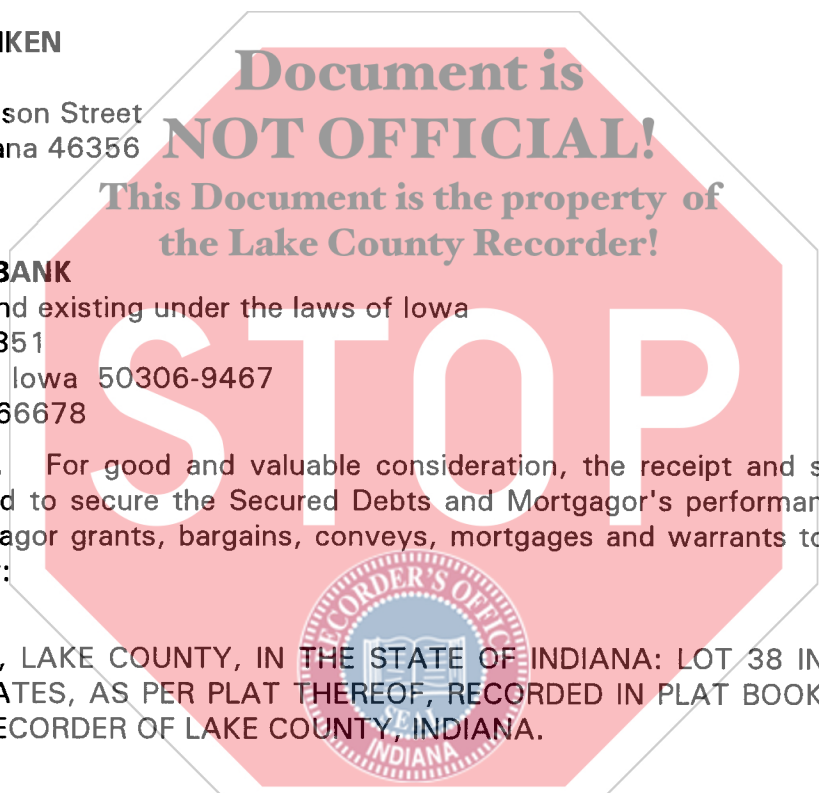 IKEN
Document is
son Street
ana 46356
NOT OFFICIAL!
This Document is the property of
the Lake County Recorder!
BANK
nd existing under the laws of Iowa
351
Iowa 50306-9467
66678
STOP
. For good and valuable consideration, the receipt and s
d to secure the Secured Debts and Mortgagor's performan
agor grants, bargains, conveys, mortgages and warrants to
:
RECORDER'S OFFICE
, LAKE COUNTY, IN THE STATE OF INDIANA: LOT 38 IN
ATES, AS PER PLAT THEREOF, RECORDED IN PLAT BOOK
ECORDER OF LAKE COUNTY, INDIANA.
SEAL
INDIANA